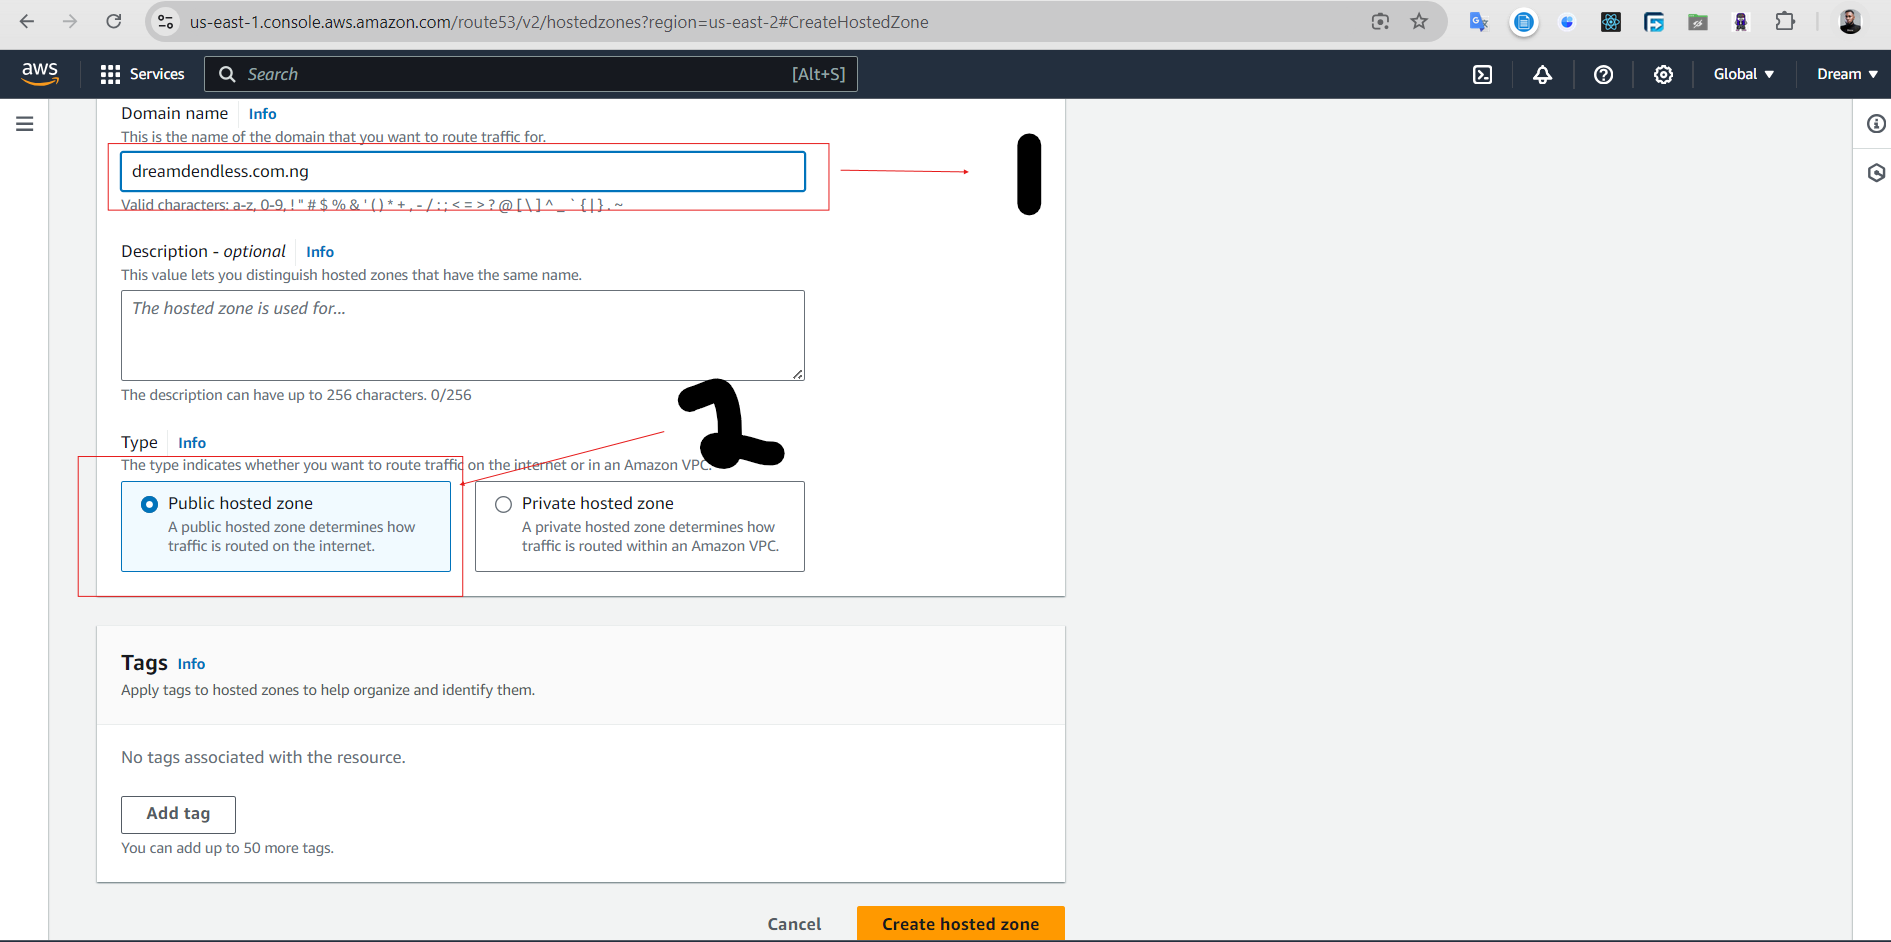 us-east-1.console.aws.amazon.com/route53/v2/hostedzones?region=us-east-2#CreateHostedZone
aws Services Search [Alt+S] Global Dream
Domain name Info
This is the name of the domain that you want to route traffic for.
dreamdendless.com.ng
1
Valid characters: a-z, 0-9, ! " # $ % & ' ( ) * + , - / : ; < = > ? @ [ \ ] ^ _ ` { | } . ~
Description - optional Info
This value lets you distinguish hosted zones that have the same name.
The hosted zone is used for...
The description can have up to 256 characters. 0/256
2
Type Info
The type indicates whether you want to route traffic on the internet or in an Amazon VPC.
Public hosted zone
A public hosted zone determines how
traffic is routed on the internet.
Private hosted zone
A private hosted zone determines how
traffic is routed within an Amazon VPC.
Tags Info
Apply tags to hosted zones to help organize and identify them.
No tags associated with the resource.
Add tag
You can add up to 50 more tags.
Cancel Create hosted zone